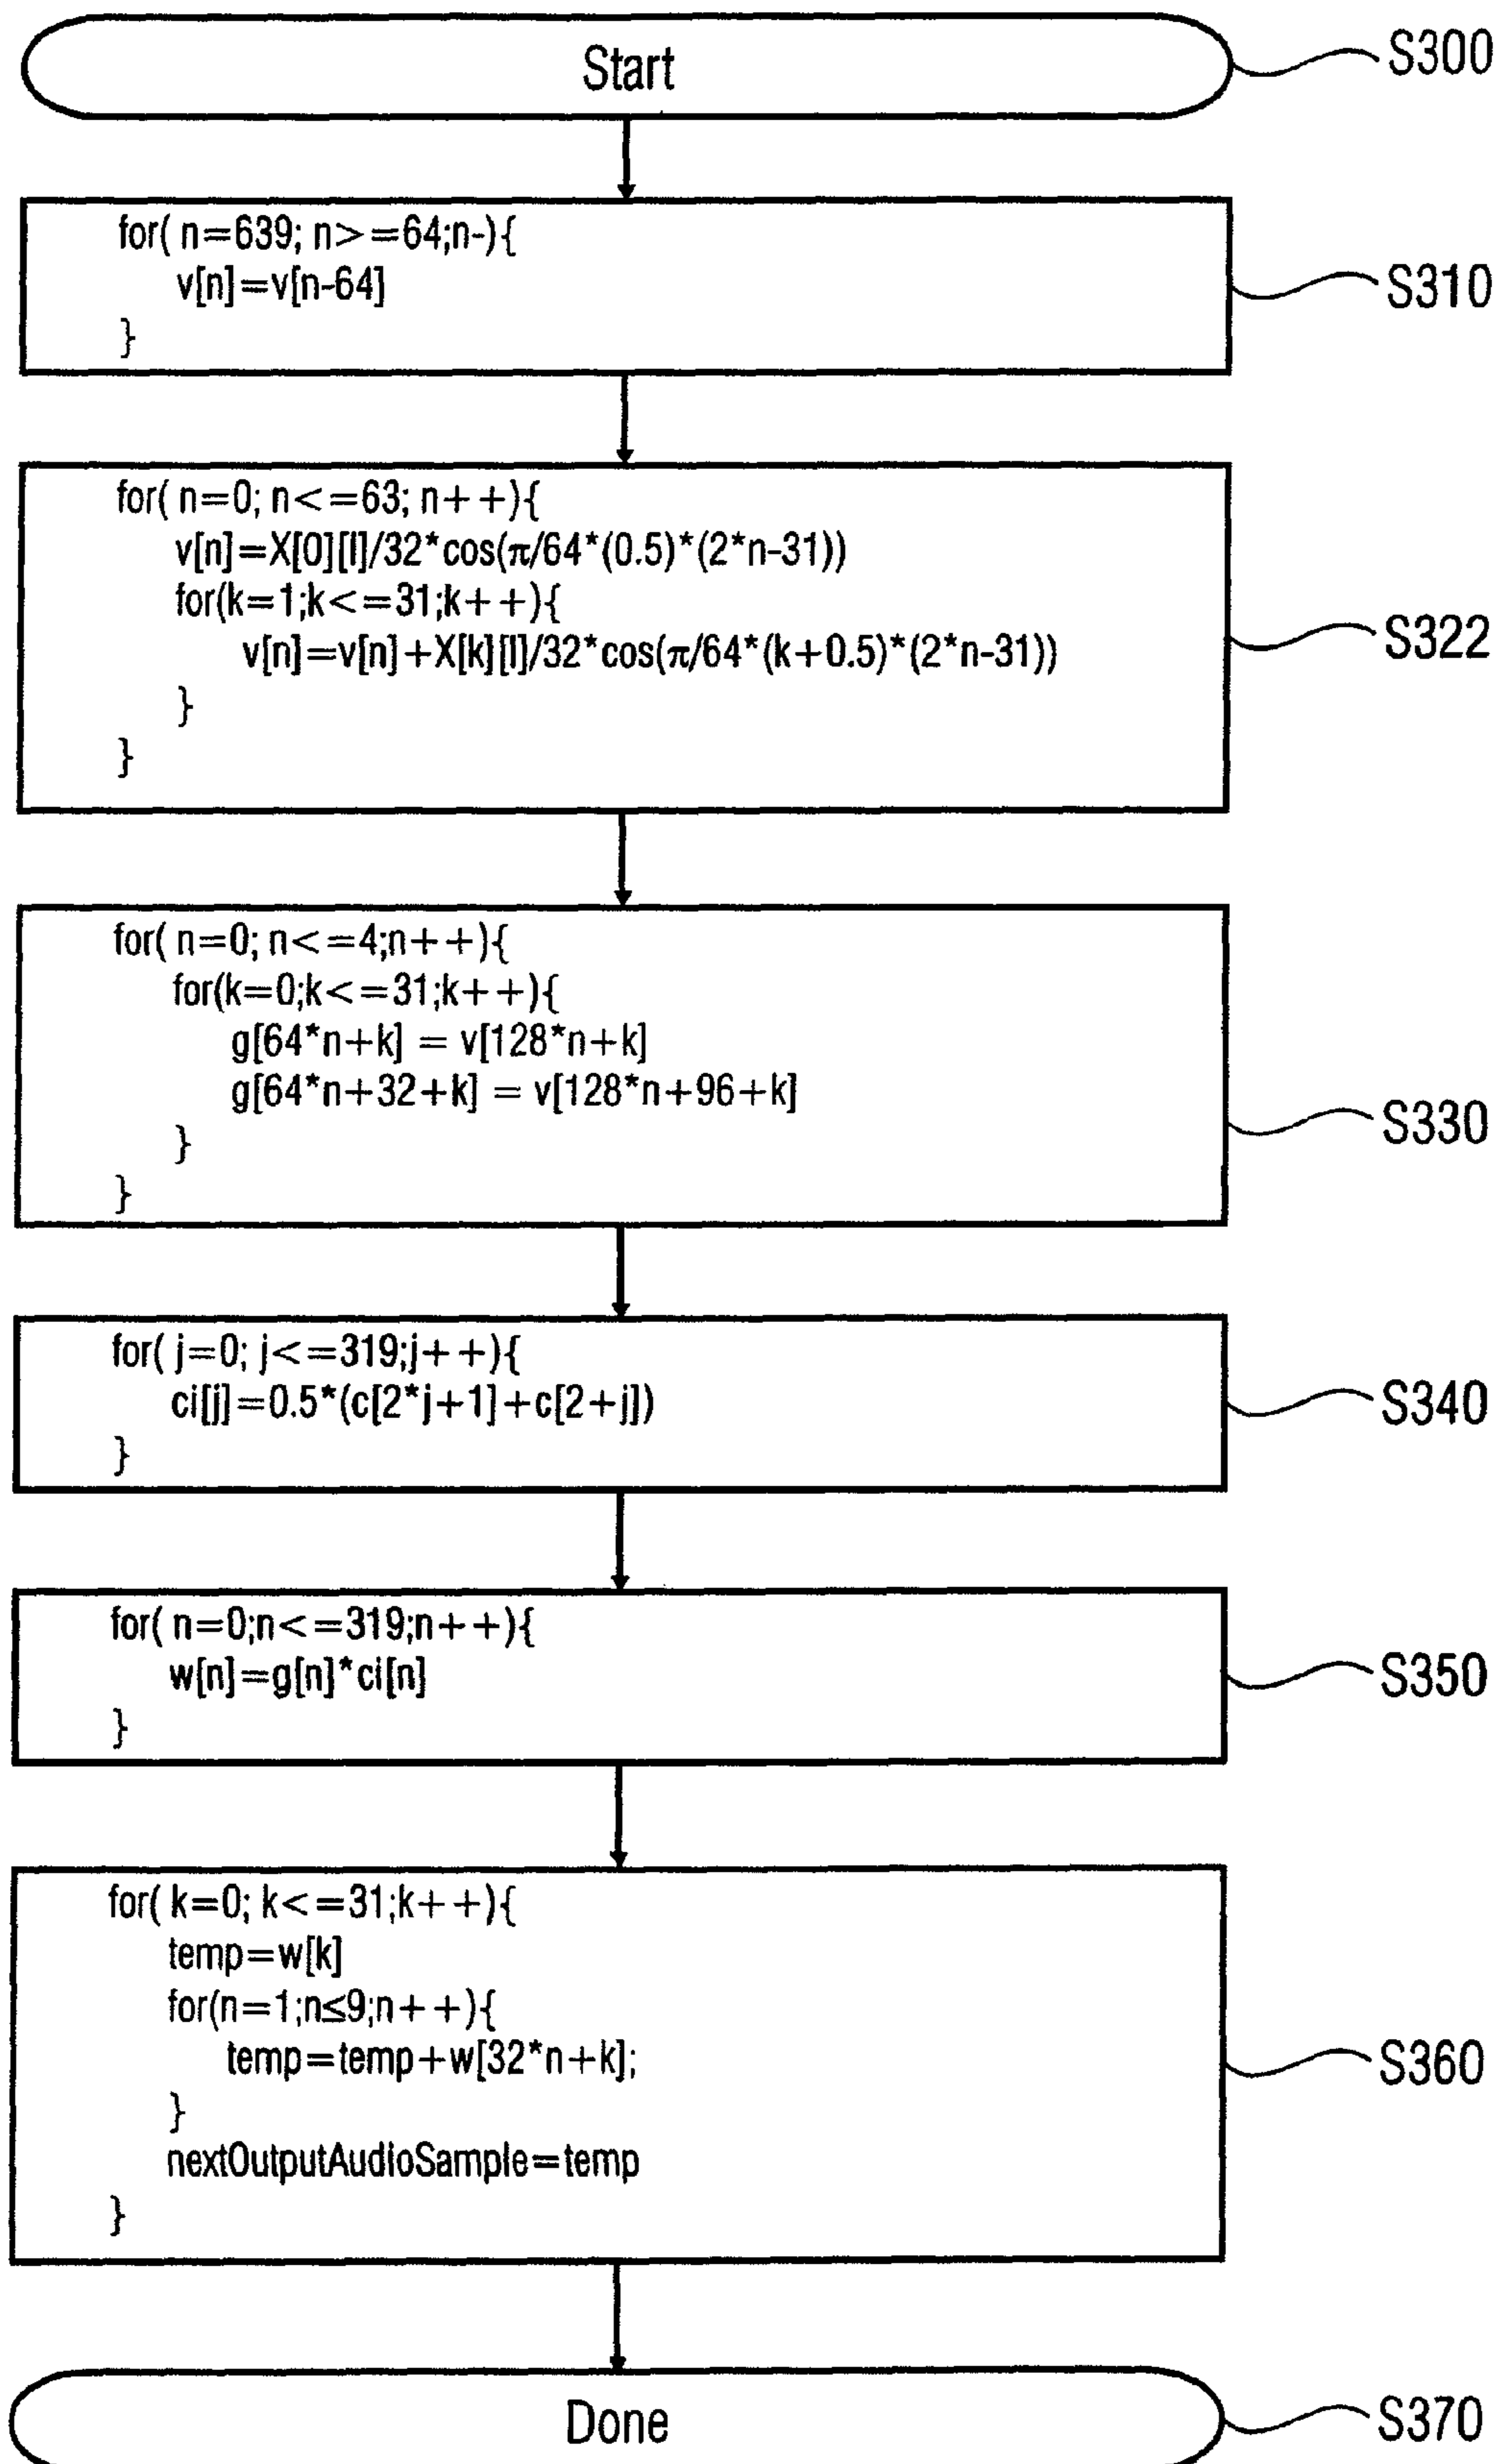 Start
S300
for( n=639; n>=64;n-){
v[n]=v[n-64]
}
S310
for( n=0; n<=63; n++){
v[n]=X[0][l]/32*cos(π/64*(0.5)*(2*n-31))
for(k=1;k<=31;k++){
v[n]=v[n]+X[k][l]/32*cos(π/64*(k+0.5)*(2*n-31))
}
}
S322
for( n=0; n<=4;n++){
for(k=0;k<=31;k++){
g[64*n+k] = v[128*n+k]
g[64*n+32+k] = v[128*n+96+k]
}
}
S330
for( j=0; j<=319;j++){
ci[j]=0.5*(c[2*j+1]+c[2+j])
}
S340
for( n=0;n<=319;n++){
w[n]=g[n]*ci[n]
}
S350
for( k=0; k<=31;k++){
temp=w[k]
for(n=1;n≤9;n++){
temp=temp+w[32*n+k];
}
nextOutputAudioSample=temp
}
S360
Done
S370